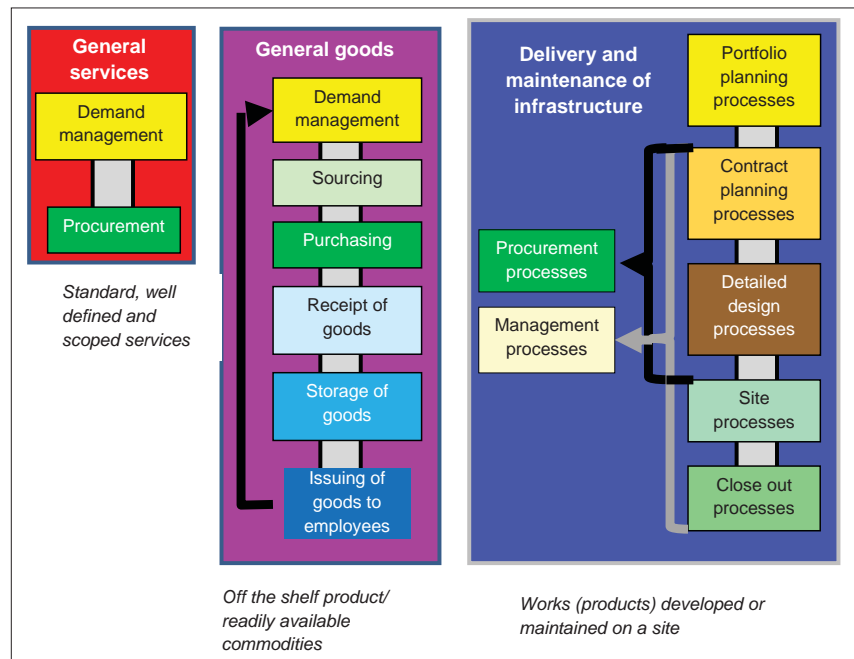 General
services
Demand
management
Procurement
Standard, well
defined and
scoped services
General goods
Demand
management
Sourcing
Purchasing
Receipt of
goods
Storage of
goods
Issuing of
goods to
employees
Off the shelf product/
readily available
commodities
Delivery and
maintenance of
infrastructure
Portfolio
planning
processes
Contract
planning
processes
Procurement
processes
Management
processes
Detailed
design
processes
Site
processes
Close out
processes
Works (products) developed or
maintained on a site